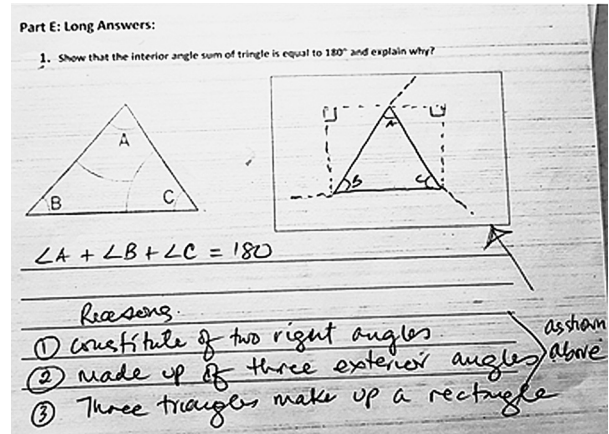 Part E: Long Answers:
1. Show that the interior angle sum of tringle is equal to 180° and explain why?
A
B
C
A
B
C
∠A + ∠B + ∠C = 180
Reasons.
① constitute of two right angles
② made up of three exterior angles
③ Three triangles make up a rectangle
as shown
above